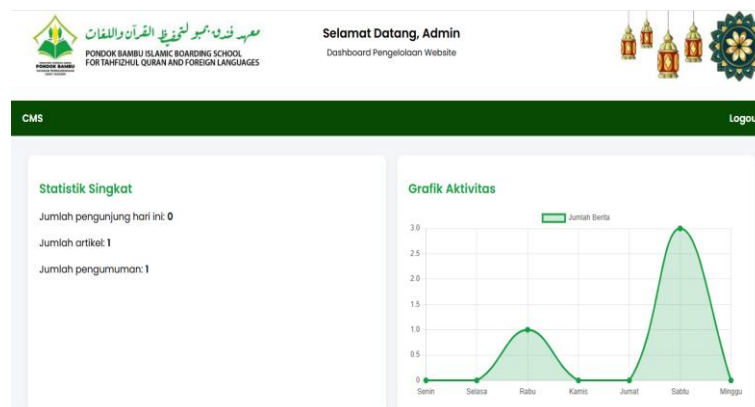 معهد فندق بمبو لتحفيظ القرآن واللغات
PONDOK BAMBU ISLAMIC BOARDING SCHOOL
FOR TAHFIZHUL QURAN AND FOREIGN LANGUAGES
PONDOK BAMBU
Selamat Datang, Admin
Dashboard Pengelolaan Website
CMS
Logou
Statistik Singkat
Jumlah pengunjung hari ini: 0
Jumlah artikel: 1
Jumlah pengumuman: 1
Grafik Aktivitas
Jumlah Berita
3.0
2.5
2.0
1.5
1.0
0.5
0
Senin Selasa Rabu Kamis Jumat Sabtu Minggu